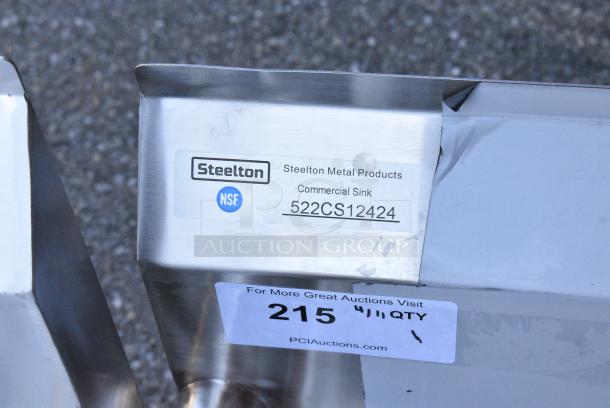 Steelton
Steelton Metal Products
Commercial Sink
NSF
522CS12424
PCI
AUCTION GROUP
For More Great Auctions Visit
215 4/11 QTY
1
PCIAuctions.com